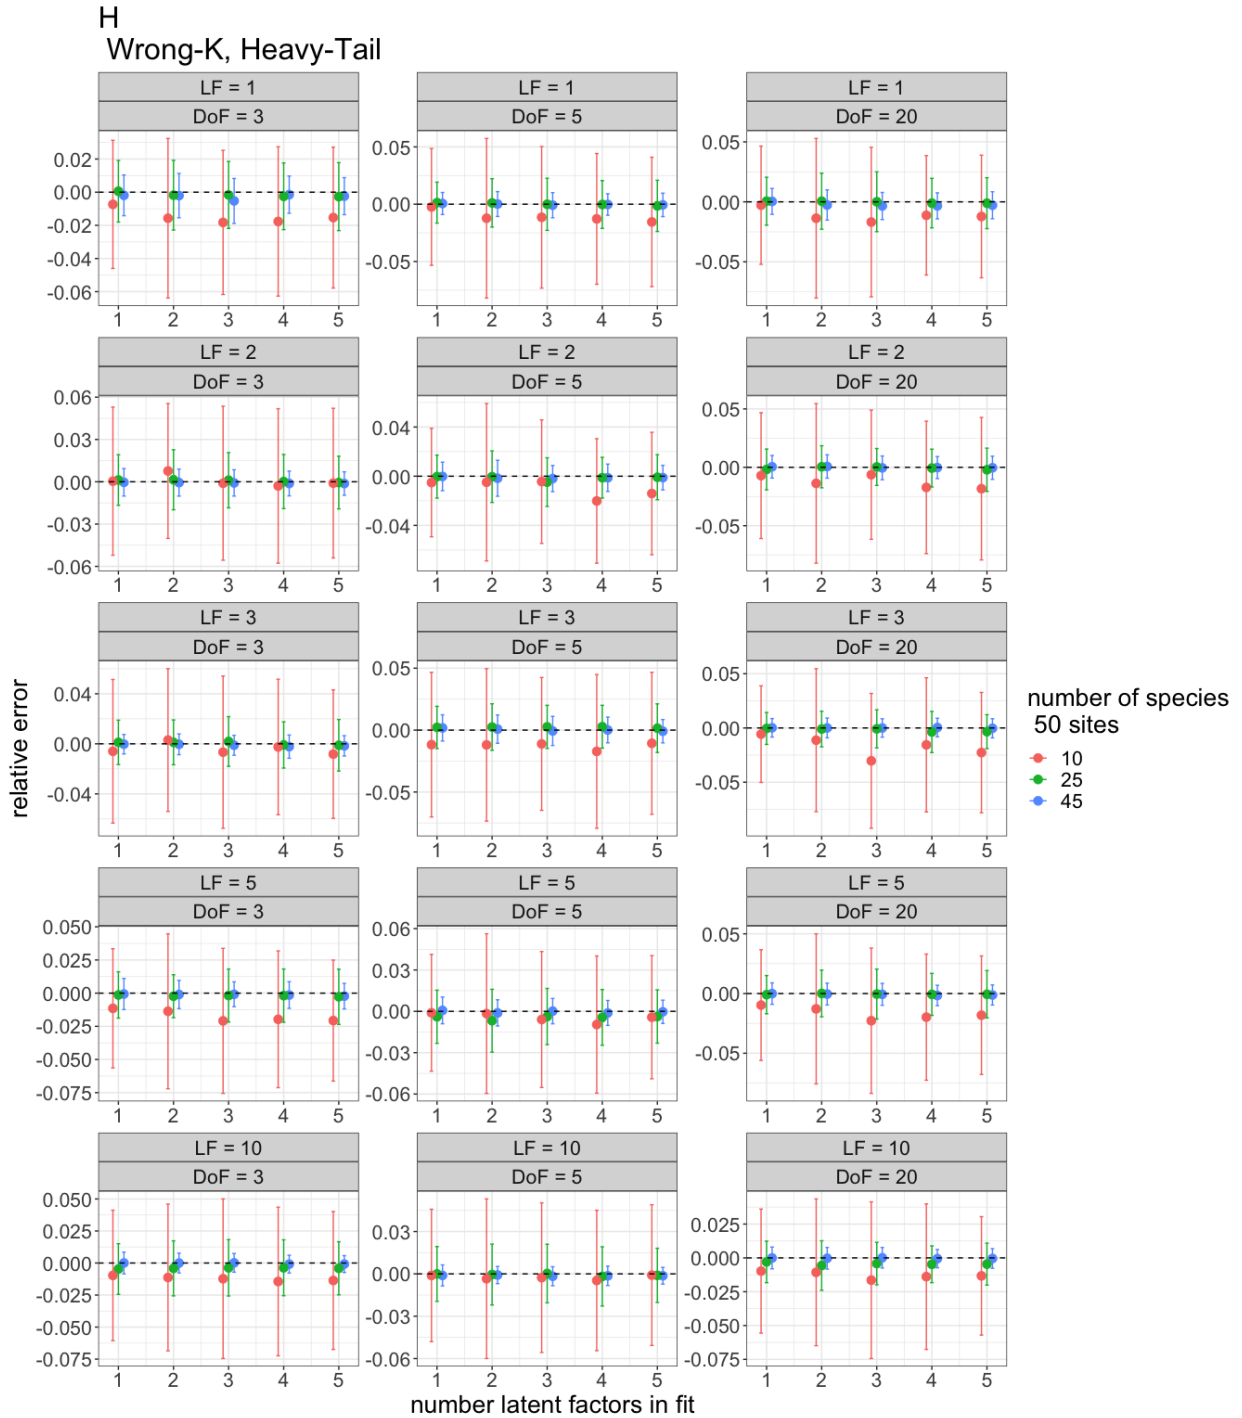 H
Wrong-K, Heavy-Tail
LF = 1
LF = 1
LF = 1
DoF = 3
DoF = 5
DoF = 20
0.02
0.00
-0.02
-0.04
-0.06
0.05
0.00
-0.05
0.05
0.00
-0.05
1 2 3 4 5
1 2 3 4 5
1 2 3 4 5
LF = 2
LF = 2
LF = 2
DoF = 3
DoF = 5
DoF = 20
0.06
0.03
0.00
-0.03
-0.06
0.04
0.00
-0.04
0.05
0.00
-0.05
1 2 3 4 5
1 2 3 4 5
1 2 3 4 5
LF = 3
LF = 3
LF = 3
DoF = 3
DoF = 5
DoF = 20
0.04
0.00
-0.04
0.05
0.00
-0.05
0.05
0.00
-0.05
1 2 3 4 5
1 2 3 4 5
1 2 3 4 5
LF = 5
LF = 5
LF = 5
DoF = 3
DoF = 5
DoF = 20
0.050
0.025
0.000
-0.025
-0.050
-0.075
0.06
0.03
0.00
-0.03
-0.06
0.05
0.00
-0.05
1 2 3 4 5
1 2 3 4 5
1 2 3 4 5
LF = 10
LF = 10
LF = 10
DoF = 3
DoF = 5
DoF = 20
0.050
0.025
0.000
-0.025
-0.050
-0.075
0.03
0.00
-0.03
-0.06
0.025
0.000
-0.025
-0.050
-0.075
1 2 3 4 5
1 2 3 4 5
1 2 3 4 5
relative error
number latent factors in fit
number of species
50 sites
10
25
45